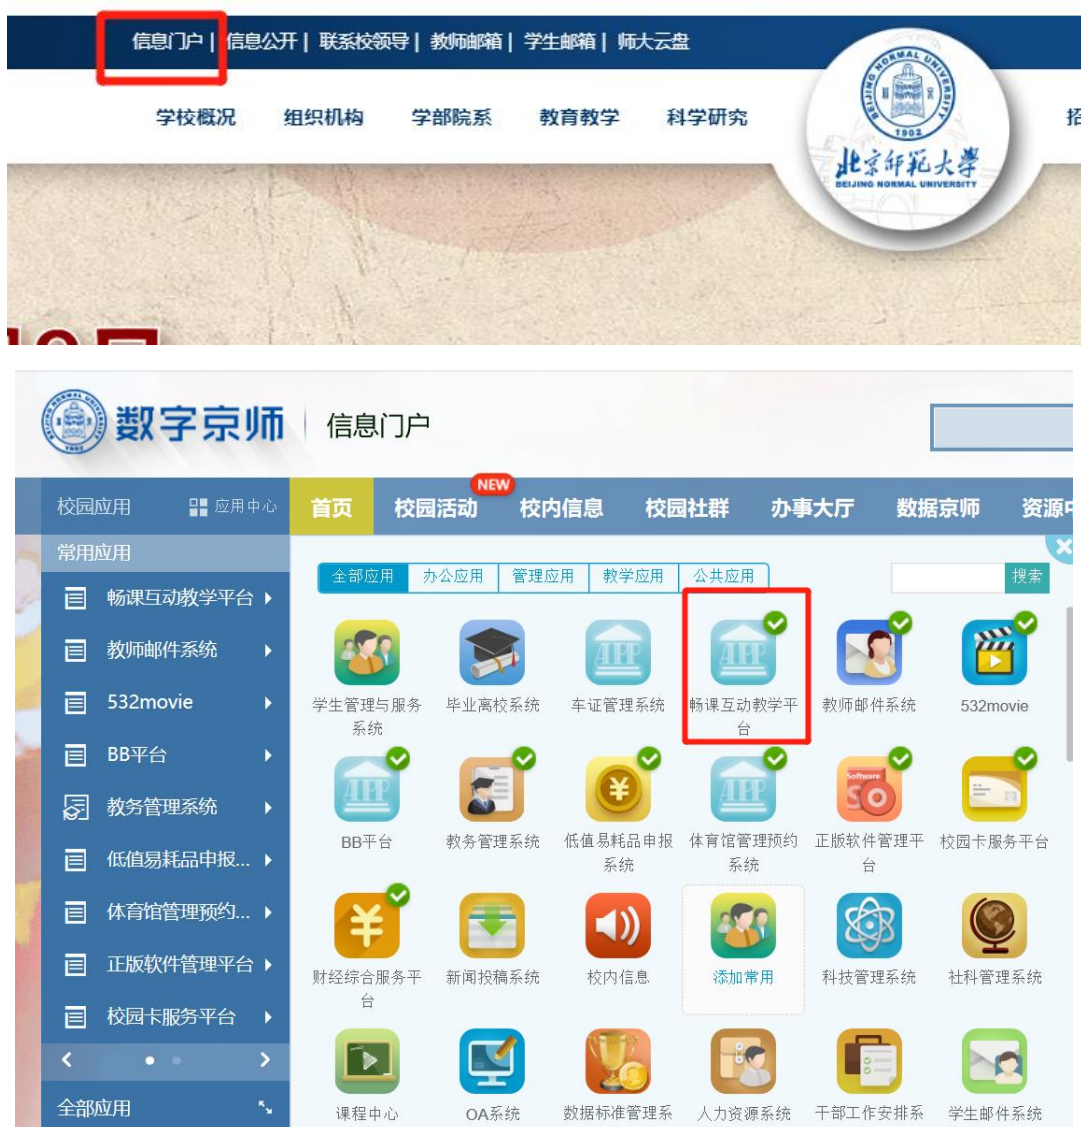 信息门户 | 信息公开 | 联系校领导 | 教师邮箱 | 学生邮箱 | 师大云盘
学校概况 组织机构 学部院系 教育教学 科学研究
BEIJING NORMAL UNIVERSITY
1902
北京师范大学
BEIJING NORMAL UNIVERSITY
数字京师 信息门户
校园应用 应用中心 首页 校园活动 NEW 校内信息 校园社群 办事大厅 数据京师 资源
常用应用
畅课互动教学平台
教师邮件系统
532movie
BB平台
教务管理系统
低值易耗品申报...
体育馆管理预约...
正版软件管理平台
校园卡服务平台
全部应用
全部应用 办公应用 管理应用 教学应用 公共应用 搜索
APP APP
学生管理与服务 毕业离校系统 车证管理系统 畅课互动教学平 教师邮件系统 532movie
系统 台
APP APP Software
BB平台 教务管理系统 低值易耗品申报 体育馆管理预约 正版软件管理平 校园卡服务平台
系统 系统 台
财经综合服务平 新闻投稿系统 校内信息 添加常用 科技管理系统 社科管理系统
台
课程中心 OA系统 数据标准管理系 人力资源系统 干部工作安排系 学生邮件系统